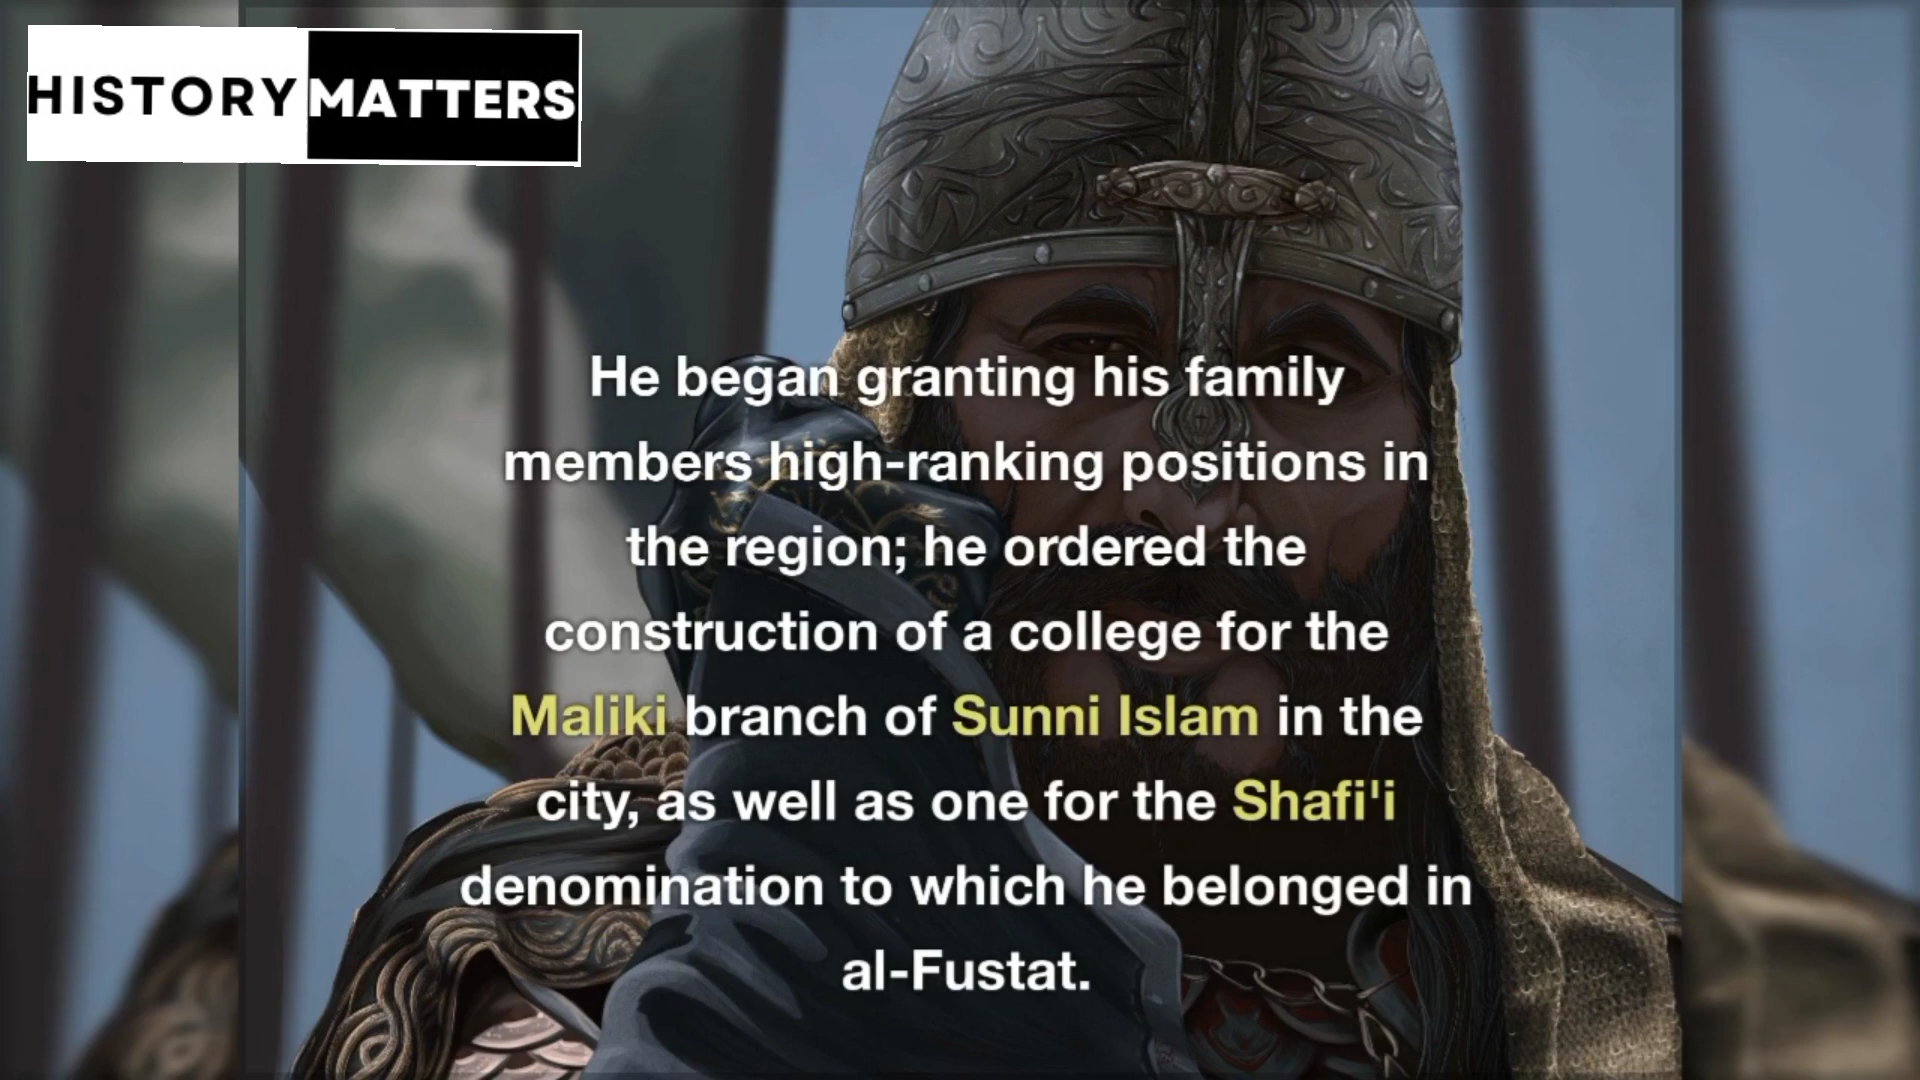 HISTORY MATTERS
He began granting his family
members high-ranking positions in
the region; he ordered the
construction of a college for the
Maliki branch of Sunni Islam in the
city, as well as one for the Shafi'i
denomination to which he belonged in
al-Fustat.